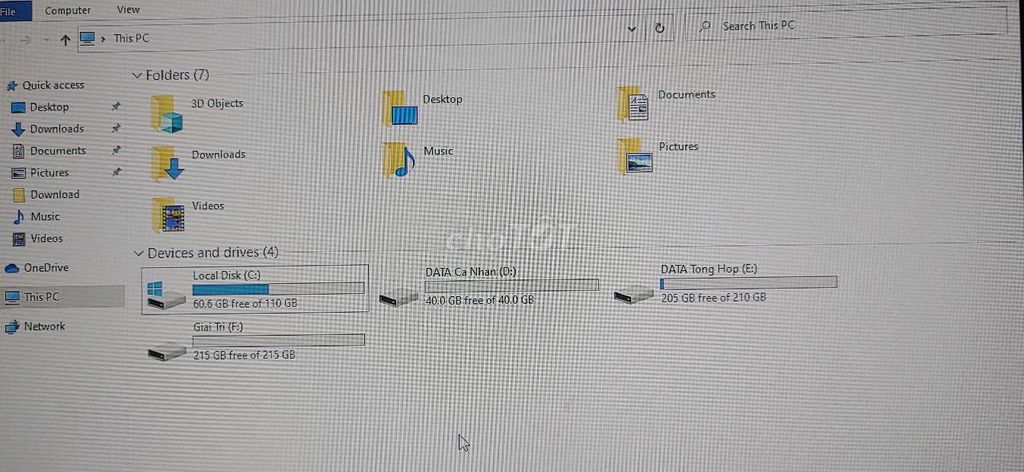 File Computer View
This PC
Search This PC
Quick access
Desktop
Downloads
Documents
Pictures
Download
Music
Videos
OneDrive
This PC
Network
Folders (7)
3D Objects
Desktop
Documents
Downloads
Music
Pictures
Videos
Devices and drives (4)
Local Disk (C:)
60.6 GB free of 110 GB
DATA Ca Nhan (D:)
40.0 GB free of 40.0 GB
DATA Tong Hop (E:)
205 GB free of 210 GB
Giai Tri (F:)
215 GB free of 215 GB
choTỐT